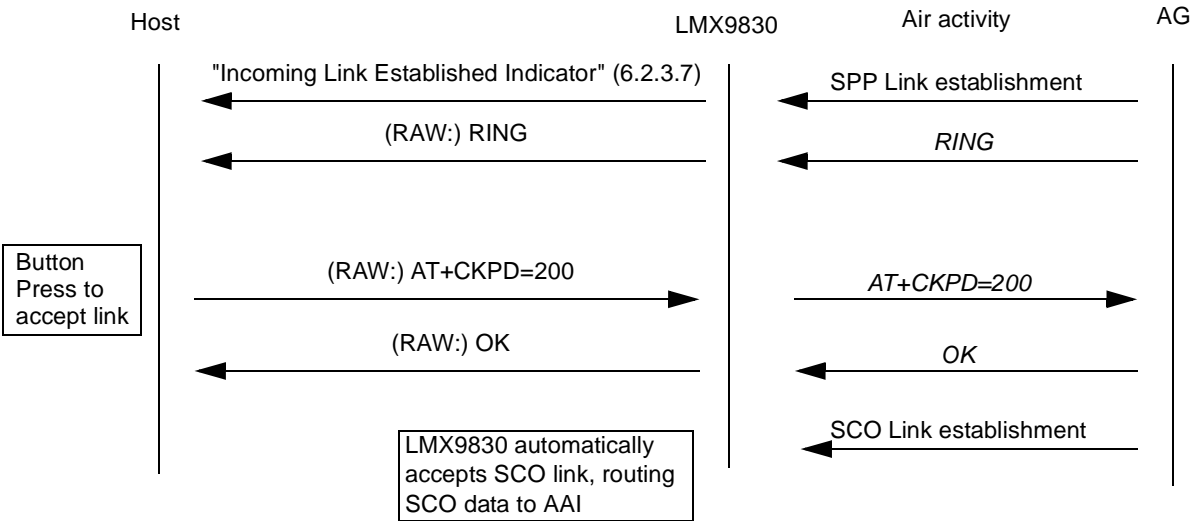 Host
LMX9830
Air activity
AG
"Incoming Link Established Indicator" (6.2.3.7)
SPP Link establishment
(RAW:) RING
RING
Button
Press to
accept link
(RAW:) AT+CKPD=200
AT+CKPD=200
(RAW:) OK
OK
SCO Link establishment
LMX9830 automatically
accepts SCO link, routing
SCO data to AAI